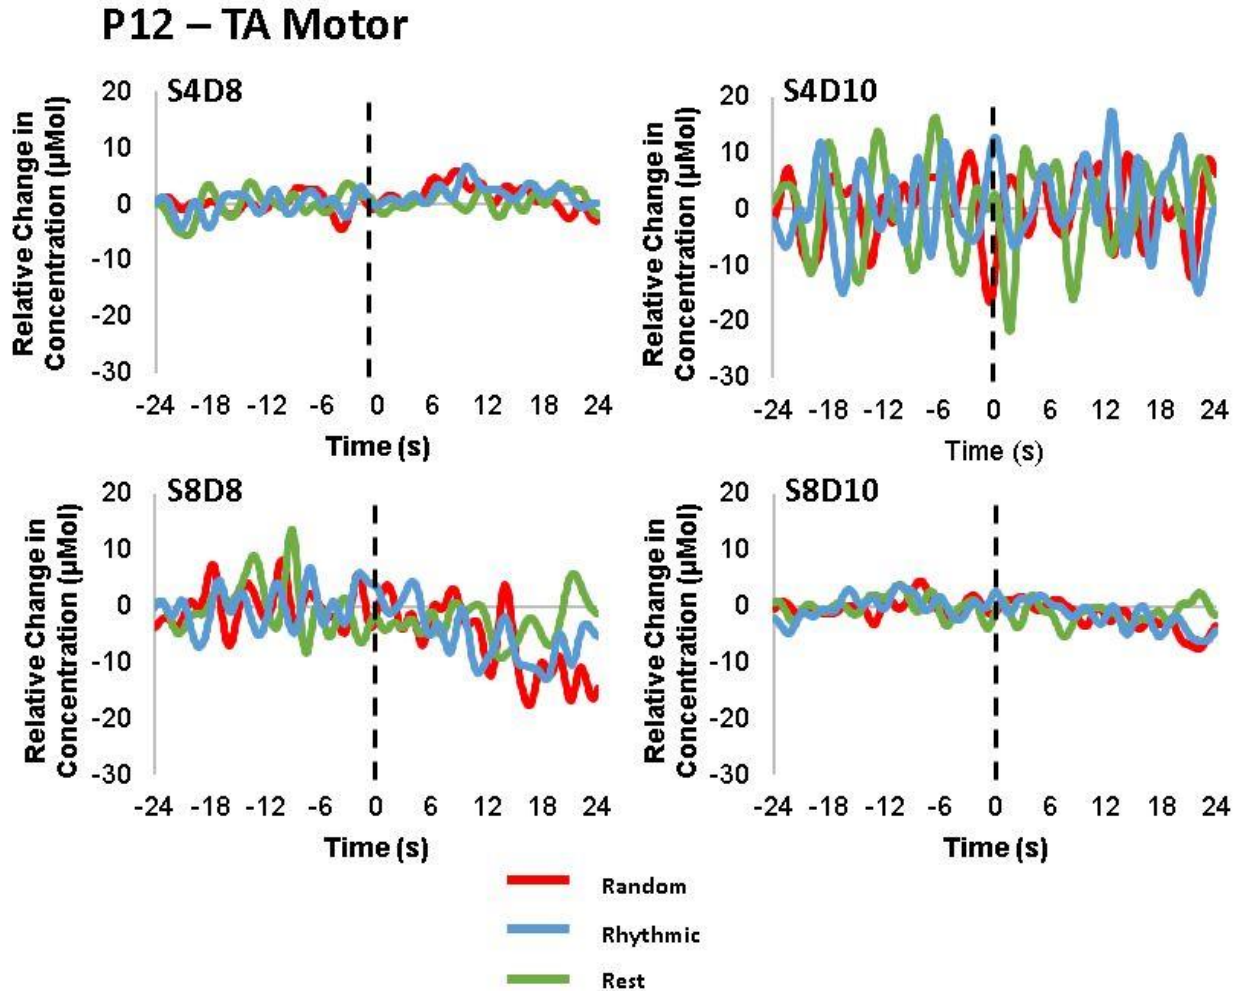 P12 – TA Motor
S4D8
Relative Change in
Concentration (µMol)
20
10
0
-10
-20
-30
-24 -18 -12 -6 0 6 12 18 24
Time (s)
S4D10
Relative Change in
Concentration (µMol)
20
10
0
-10
-20
-30
-24 -18 -12 -6 0 6 12 18 24
Time (s)
S8D8
Relative Change in
Concentration (µMol)
20
10
0
-10
-20
-30
-24 -18 -12 -6 0 6 12 18 24
Time (s)
S8D10
Relative Change in
Concentration (µMol)
20
10
0
-10
-20
-30
-24 -18 -12 -6 0 6 12 18 24
Time (s)
Random
Rhythmic
Rest